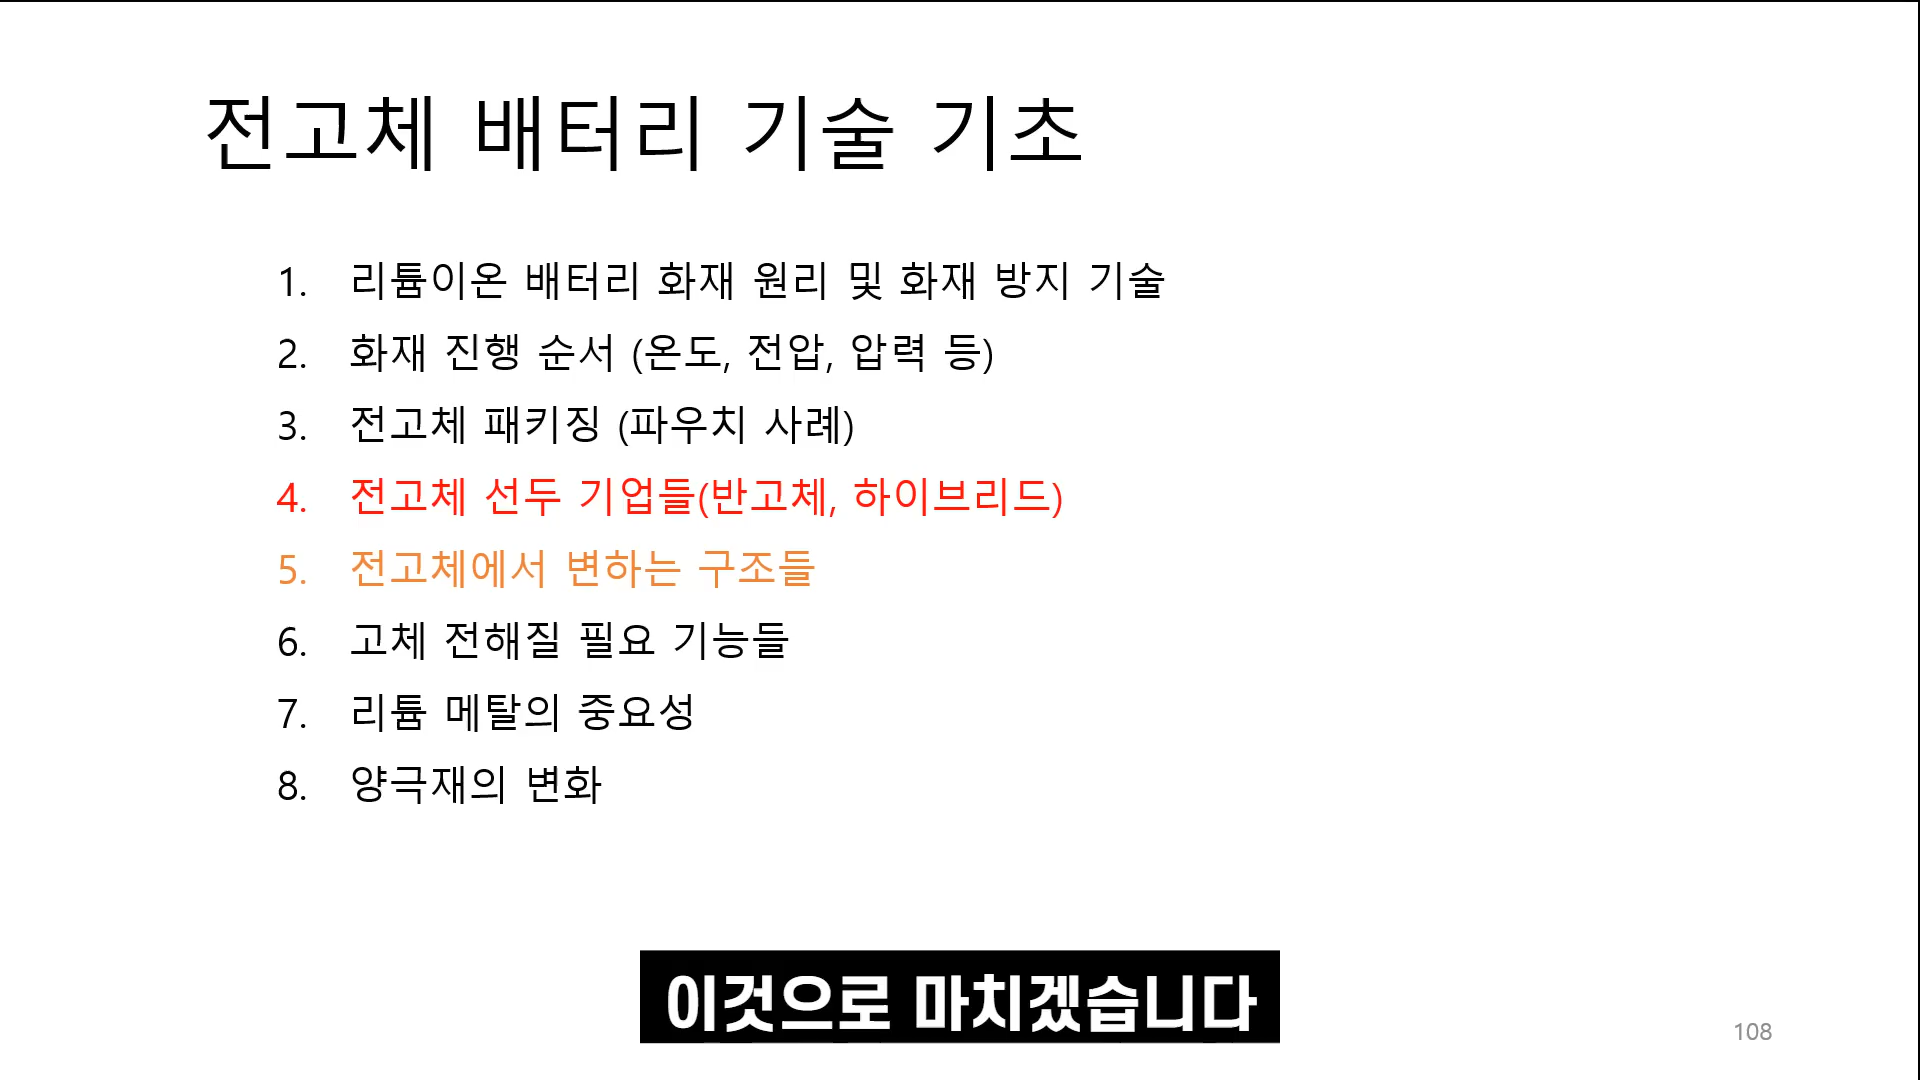 전고체 배터리 기술 기초
1. 리튬이온 배터리 화재 원리 및 화재 방지 기술
2. 화재 진행 순서 (온도, 전압, 압력 등)
3. 전고체 패키징 (파우치 사례)
4. 전고체 선두 기업들(반고체, 하이브리드)
5. 전고체에서 변하는 구조들
6. 고체 전해질 필요 기능들
7. 리튬 메탈의 중요성
8. 양극재의 변화
이것으로 마치겠습니다
108